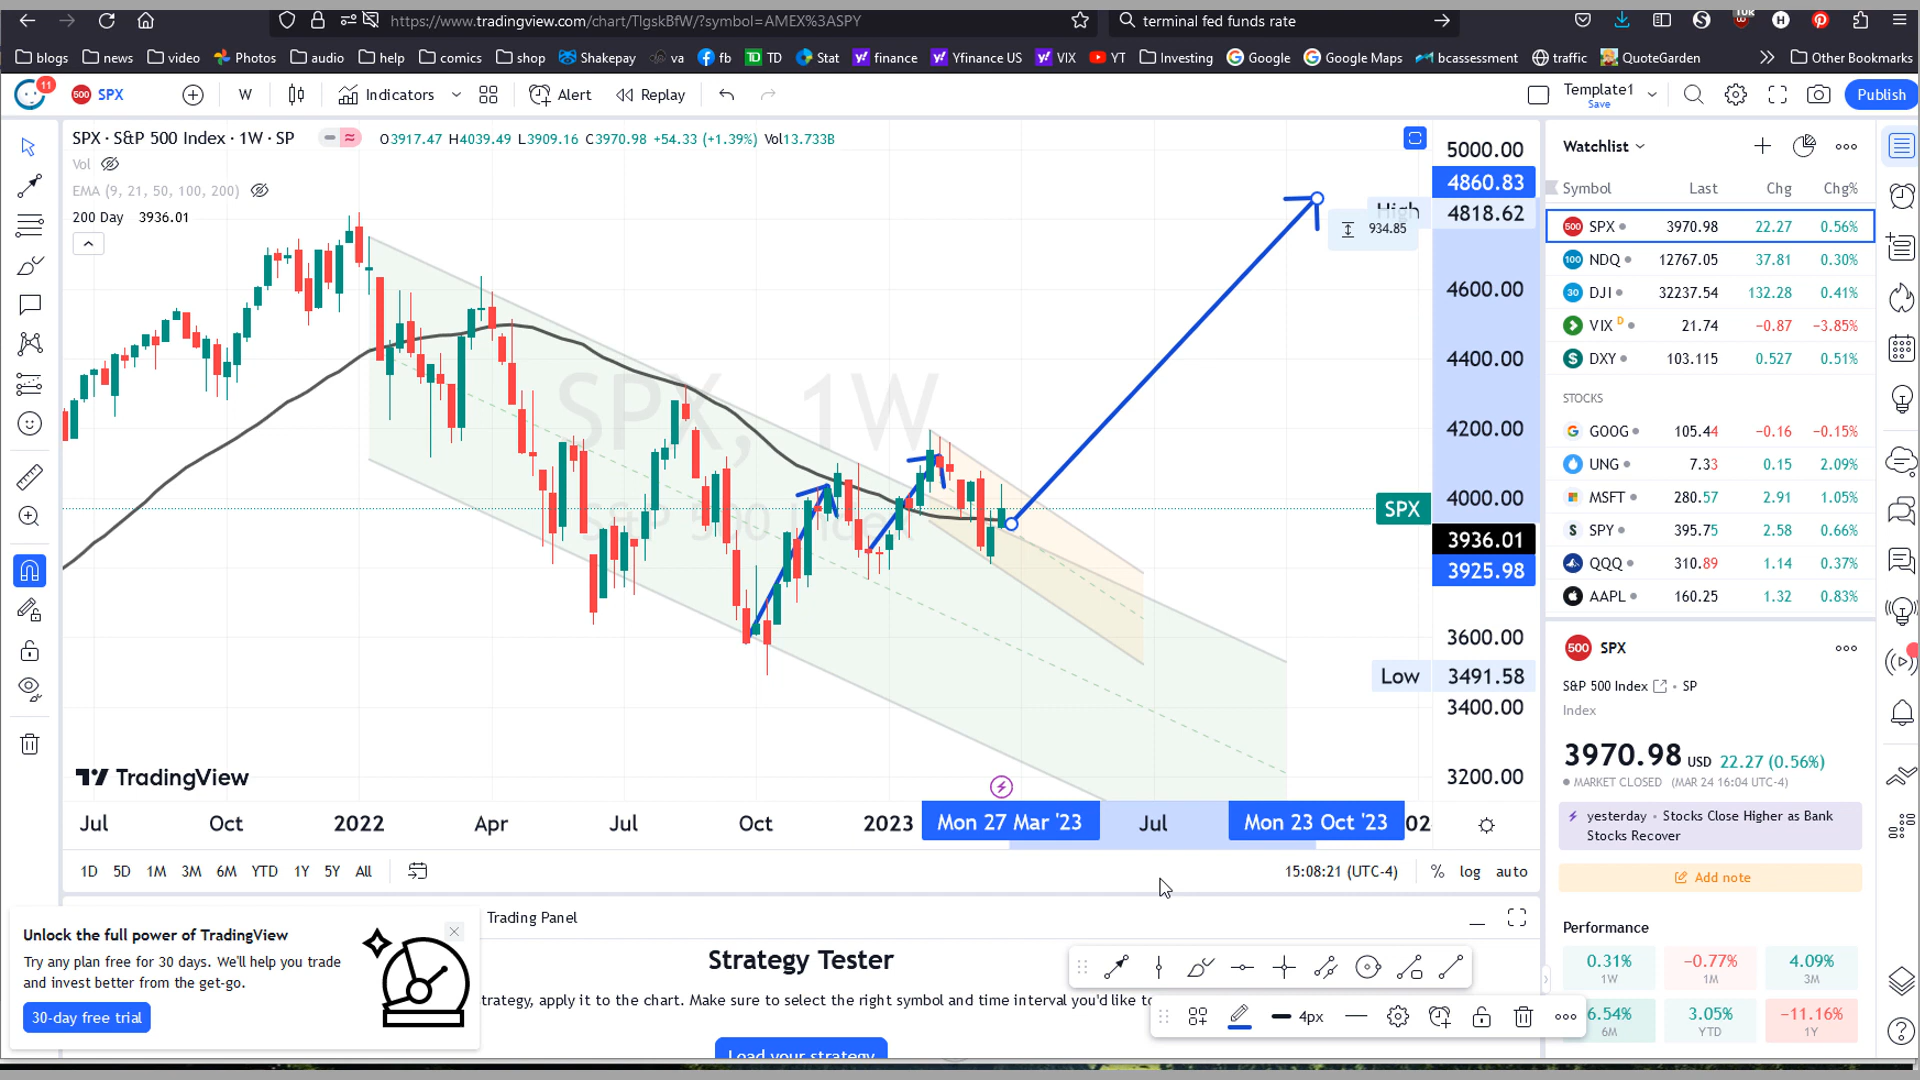 https://www.tradingview.com/chart/TlgskBfW/?symbol=AMEX%3ASPY
terminal fed funds rate
10k
blogs news video Photos audio help comics shop Shakepay va fb TD Stat finance Yfinance US VIX YT Investing Google Google Maps bcassessment traffic QuoteGarden Other Bookmarks
11 500 SPX W Indicators Alert Replay Template1 Save Publish
SPX · S&P 500 Index · 1W · SP O3917.47 H4039.49 L3909.16 C3970.98 +54.33 (+1.39%) Vol13.733B
Vol
EMA (9, 21, 50, 100, 200)
200 Day 3936.01
SPX, 1W
S&P 500 Index
5000.00
4860.83
High 4818.62
934.85
4600.00
4400.00
4200.00
4000.00
SPX
3936.01
3925.98
3600.00
Low 3491.58
3400.00
3200.00
TradingView
Jul Oct 2022 Apr Jul Oct 2023 Mon 27 Mar '23 Jul Mon 23 Oct '23 02
1D 5D 1M 3M 6M YTD 1Y 5Y All 15:08:21 (UTC-4) % log auto
Trading Panel
Strategy Tester
trategy, apply it to the chart. Make sure to select the right symbol and time interval you'd like to
Load your strategy
4px
Unlock the full power of TradingView
Try any plan free for 30 days. We'll help you trade
and invest better from the get-go.
30-day free trial
Watchlist
Symbol Last Chg Chg%
500 SPX 3970.98 22.27 0.56%
100 NDQ 12767.05 37.81 0.30%
30 DJI 32237.54 132.28 0.41%
VIX D 21.74 −0.87 −3.85%
DXY 103.115 0.527 0.51%
STOCKS
GOOG 105.44 −0.16 −0.15%
UNG 7.33 0.15 2.09%
MSFT 280.57 2.91 1.05%
SPY 395.75 2.58 0.66%
QQQ 310.89 1.14 0.37%
AAPL 160.25 1.32 0.83%
500 SPX
S&P 500 Index · SP
Index
3970.98 USD 22.27 (0.56%)
MARKET CLOSED (MAR 24 16:04 UTC-4)
yesterday · Stocks Close Higher as Bank
Stocks Recover
Add note
Performance
0.31% −0.77% 4.09%
1W 1M 3M
6.54% 3.05% −11.16%
6M YTD 1Y